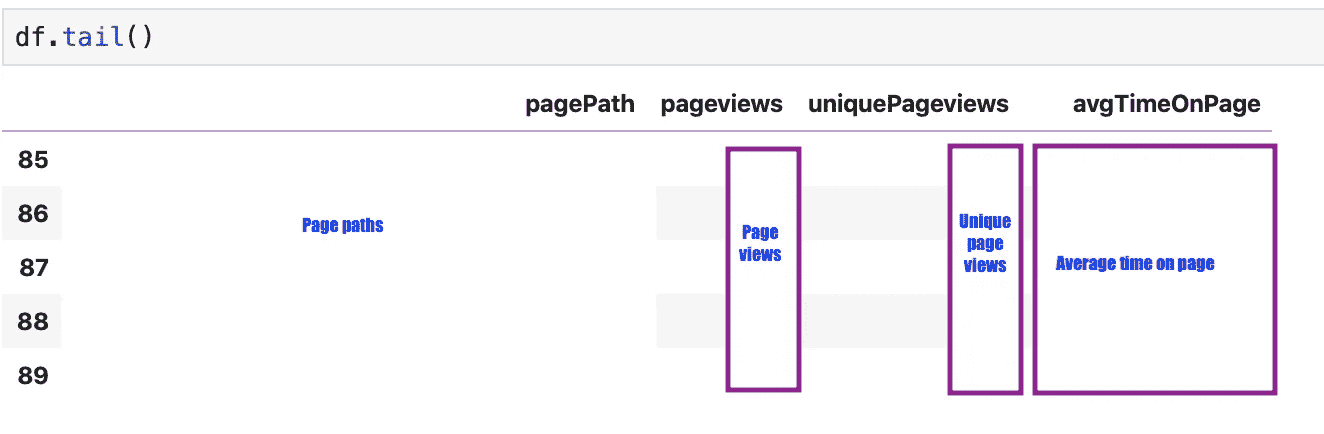 df.tail()
pagePath pageviews uniquePageviews avgTimeOnPage
85
86
87
88
89
Page paths
Page
views
Unique
page
views
Average time on page